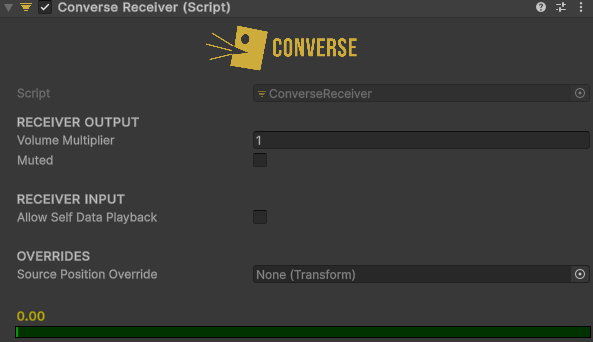 Converse Receiver (Script)
CONVERSE
Script ConverseReceiver
RECEIVER OUTPUT
Volume Multiplier 1
Muted
RECEIVER INPUT
Allow Self Data Playback
OVERRIDES
Source Position Override None (Transform)
0.00